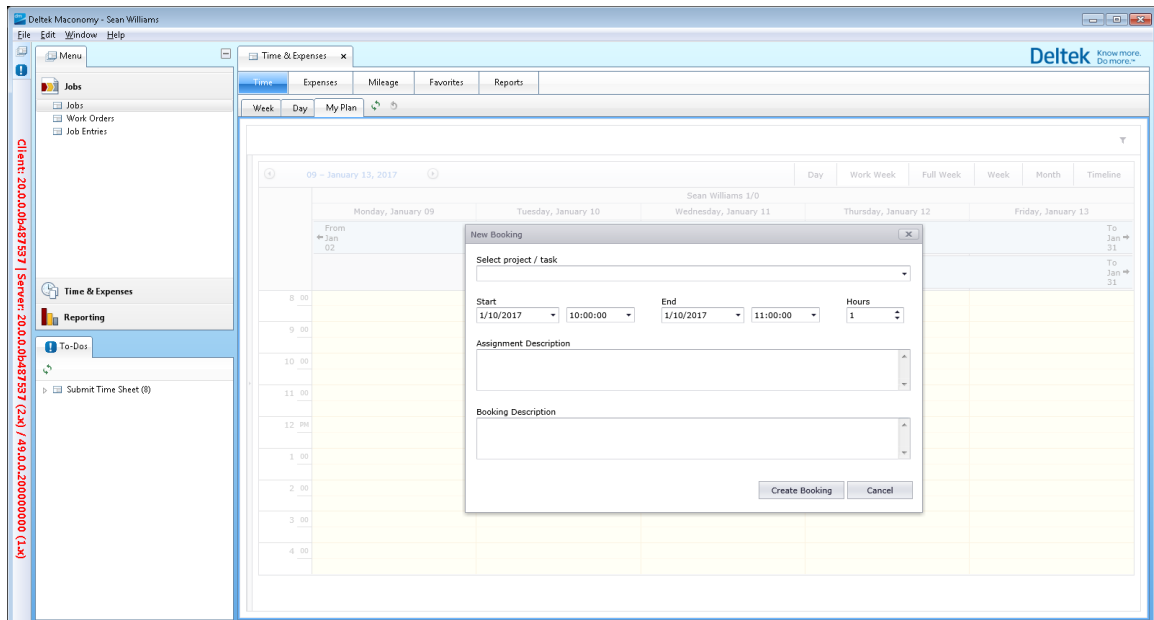 Deltek Maconomy - Sean Williams
File Edit Window Help
Menu
Time & Expenses
Deltek Know more. Do more.™
Jobs
Jobs
Work Orders
Job Entries
Time & Expenses
Reporting
To-Dos
Submit Time Sheet (8)
Client: 20.0.0.0b487537 | Server: 20.0.0.0b487537 (2.x) / 49.0.0.200000000 (1.x)
Time Expenses Mileage Favorites Reports
Week Day My Plan
09 - January 13, 2017
Day Work Week Full Week Week Month Timeline
Sean Williams 1/0
Monday, January 09 Tuesday, January 10 Wednesday, January 11 Thursday, January 12 Friday, January 13
From
Jan
02
To
Jan
31
To
Jan
31
8 00
9 00
10 00
11 00
12 PM
1 00
2 00
3 00
4 00
New Booking
Select project / task
Start End Hours
1/10/2017 10:00:00 1/10/2017 11:00:00 1
Assignment Description
Booking Description
Create Booking Cancel